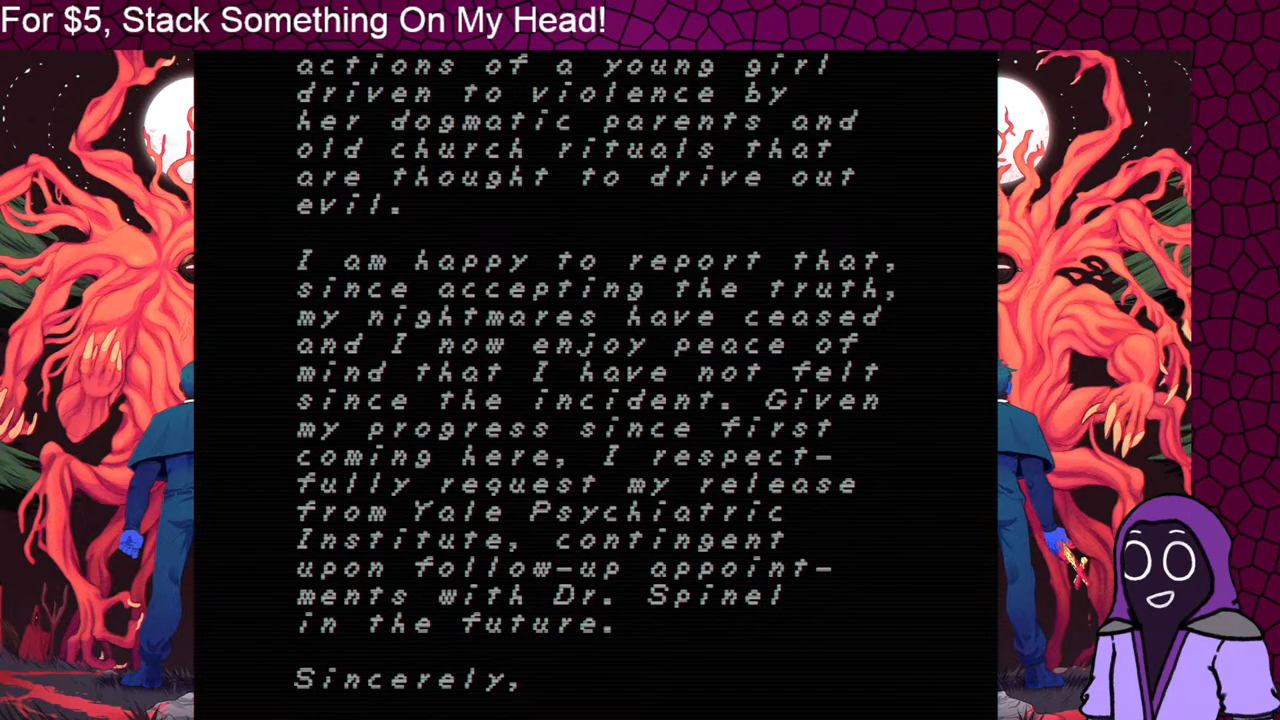 For $5, Stack Something On My Head!
actions of a young girl
driven to violence by
her dogmatic parents and
old church rituals that
are thought to drive out
evil.
I am happy to report that,
since accepting the truth,
my nightmares have ceased
and I now enjoy peace of
mind that I have not felt
since the incident. Given
my progress since first
coming here, I respect-
fully request my release
from Yale Psychiatric
Institute, contingent
upon follow-up appoint-
ments with Dr. Spinel
in the future.
Sincerely,